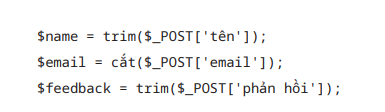 $name = trim($_POST['tên']);
$email = cắt($_POST['email']);
$feedback = trim($_POST['phản hồi']);